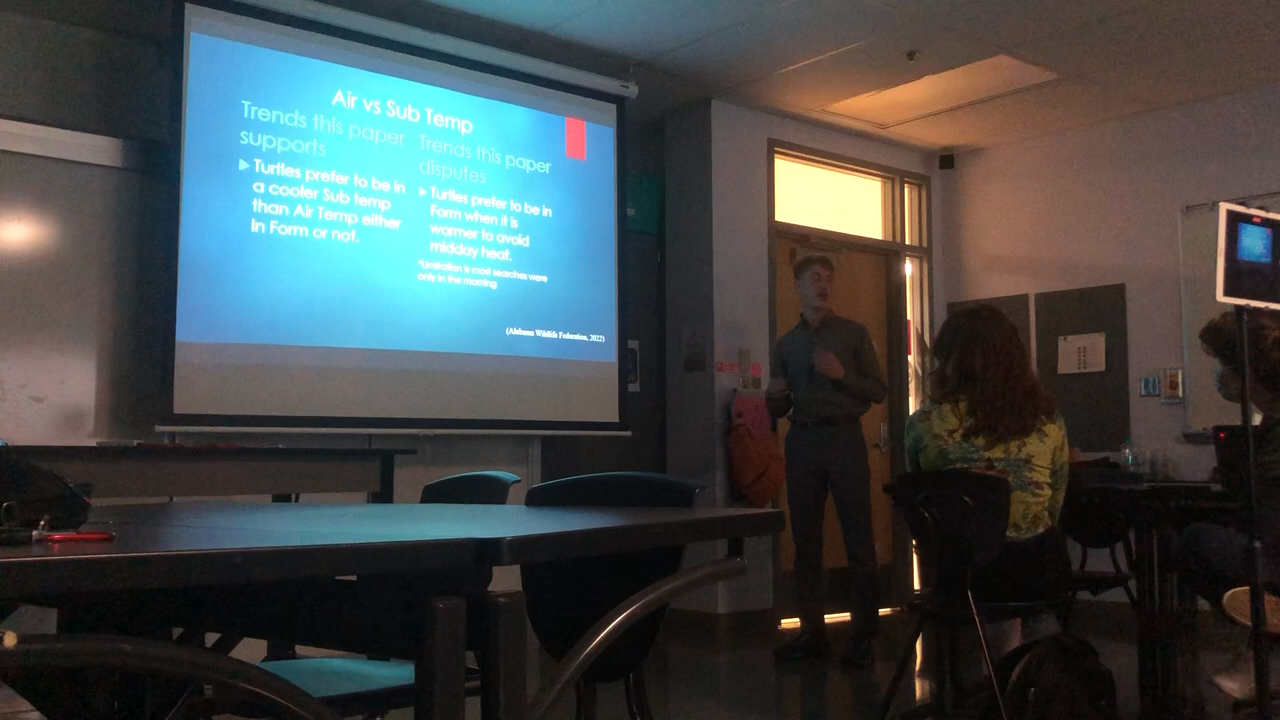 Air vs Sub Temp
Trends this paper
supports
Turtles prefer to be in
a cooler Sub temp
than Air Temp either
In Form or not.
Trends this paper
disputes
Turtles prefer to be in
Form when it is
warmer to avoid
midday heat.
*Limitation is most searches were
only in the morning
(Alabama Wildlife Federation, 2022)